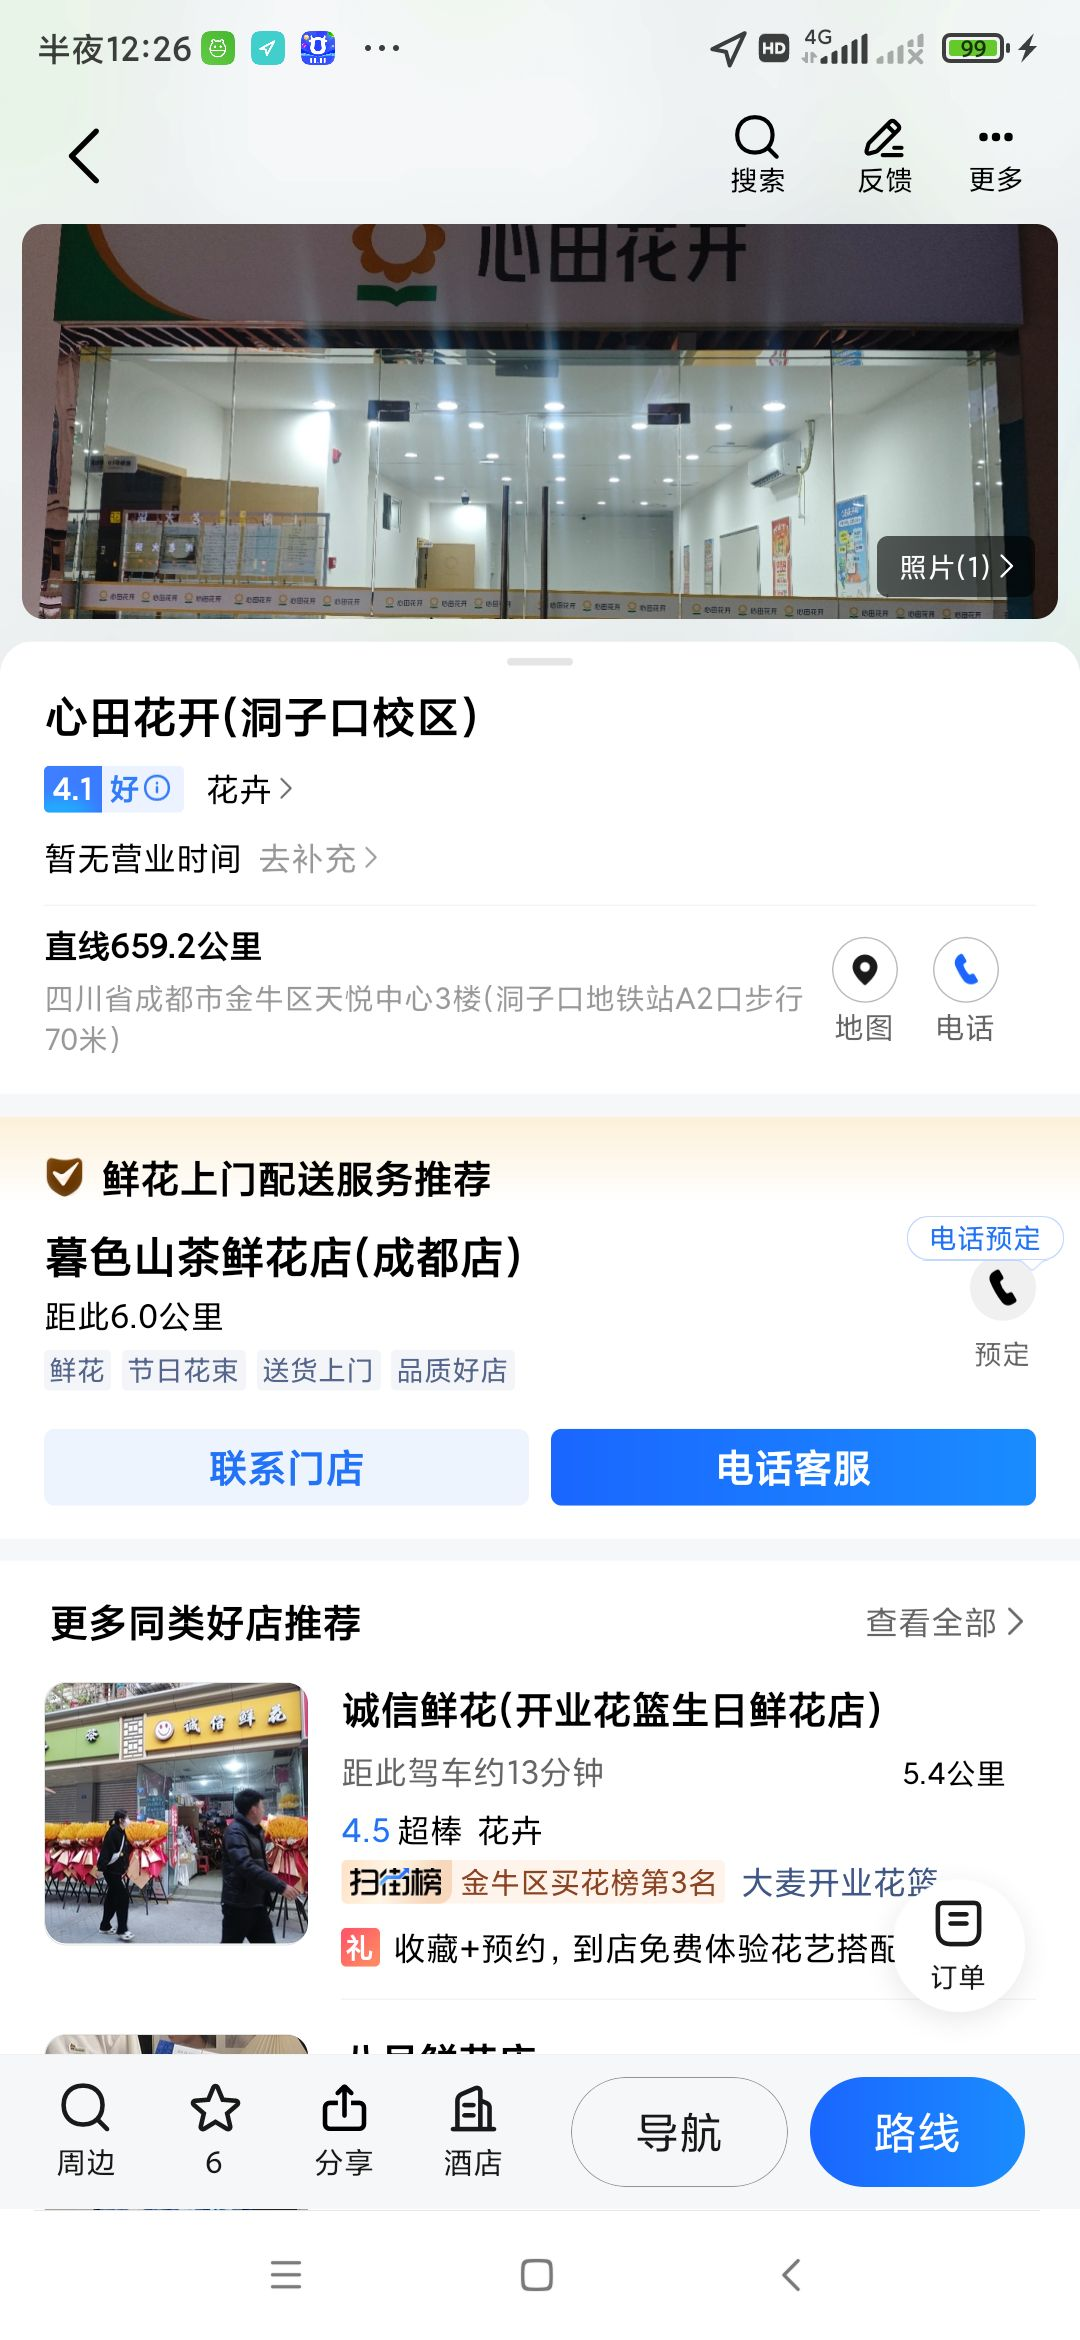 半夜12:26
HD 4G 99
搜索 反馈 更多
心田花开
照片(1)
心田花开(洞子口校区)
4.1 好 花卉
暂无营业时间 去补充
直线659.2公里
四川省成都市金牛区天悦中心3楼(洞子口地铁站A2口步行
70米)
地图 电话
鲜花上门配送服务推荐
暮色山茶鲜花店(成都店)
电话预定
距此6.0公里
预定
鲜花 节日花束 送货上门 品质好店
联系门店 电话客服
更多同类好店推荐 查看全部
诚信鲜花
诚信鲜花(开业花篮生日鲜花店)
距此驾车约13分钟 5.4公里
4.5 超棒 花卉
扫街榜 金牛区买花榜第3名 大麦开业花篮
礼 收藏+预约，到店免费体验花艺搭配
订单
周边 6 分享 酒店 导航 路线